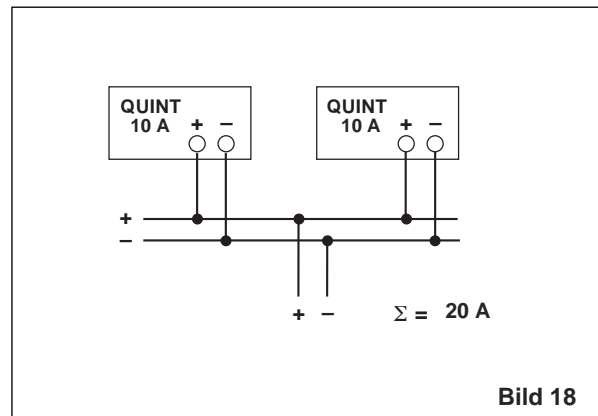 QUINT QUINT
10 A + − 10 A + −
+
−
+ − Σ = 20 A
Bild 18